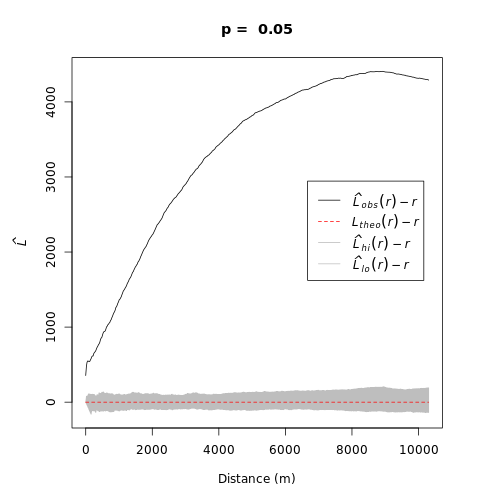 p = 0.05
4000
3000
2000
1000
0
L̂
L̂obs(r) − r
Ltheo(r) − r
L̂hi(r) − r
L̂lo(r) − r
0 2000 4000 6000 8000 10000
Distance (m)